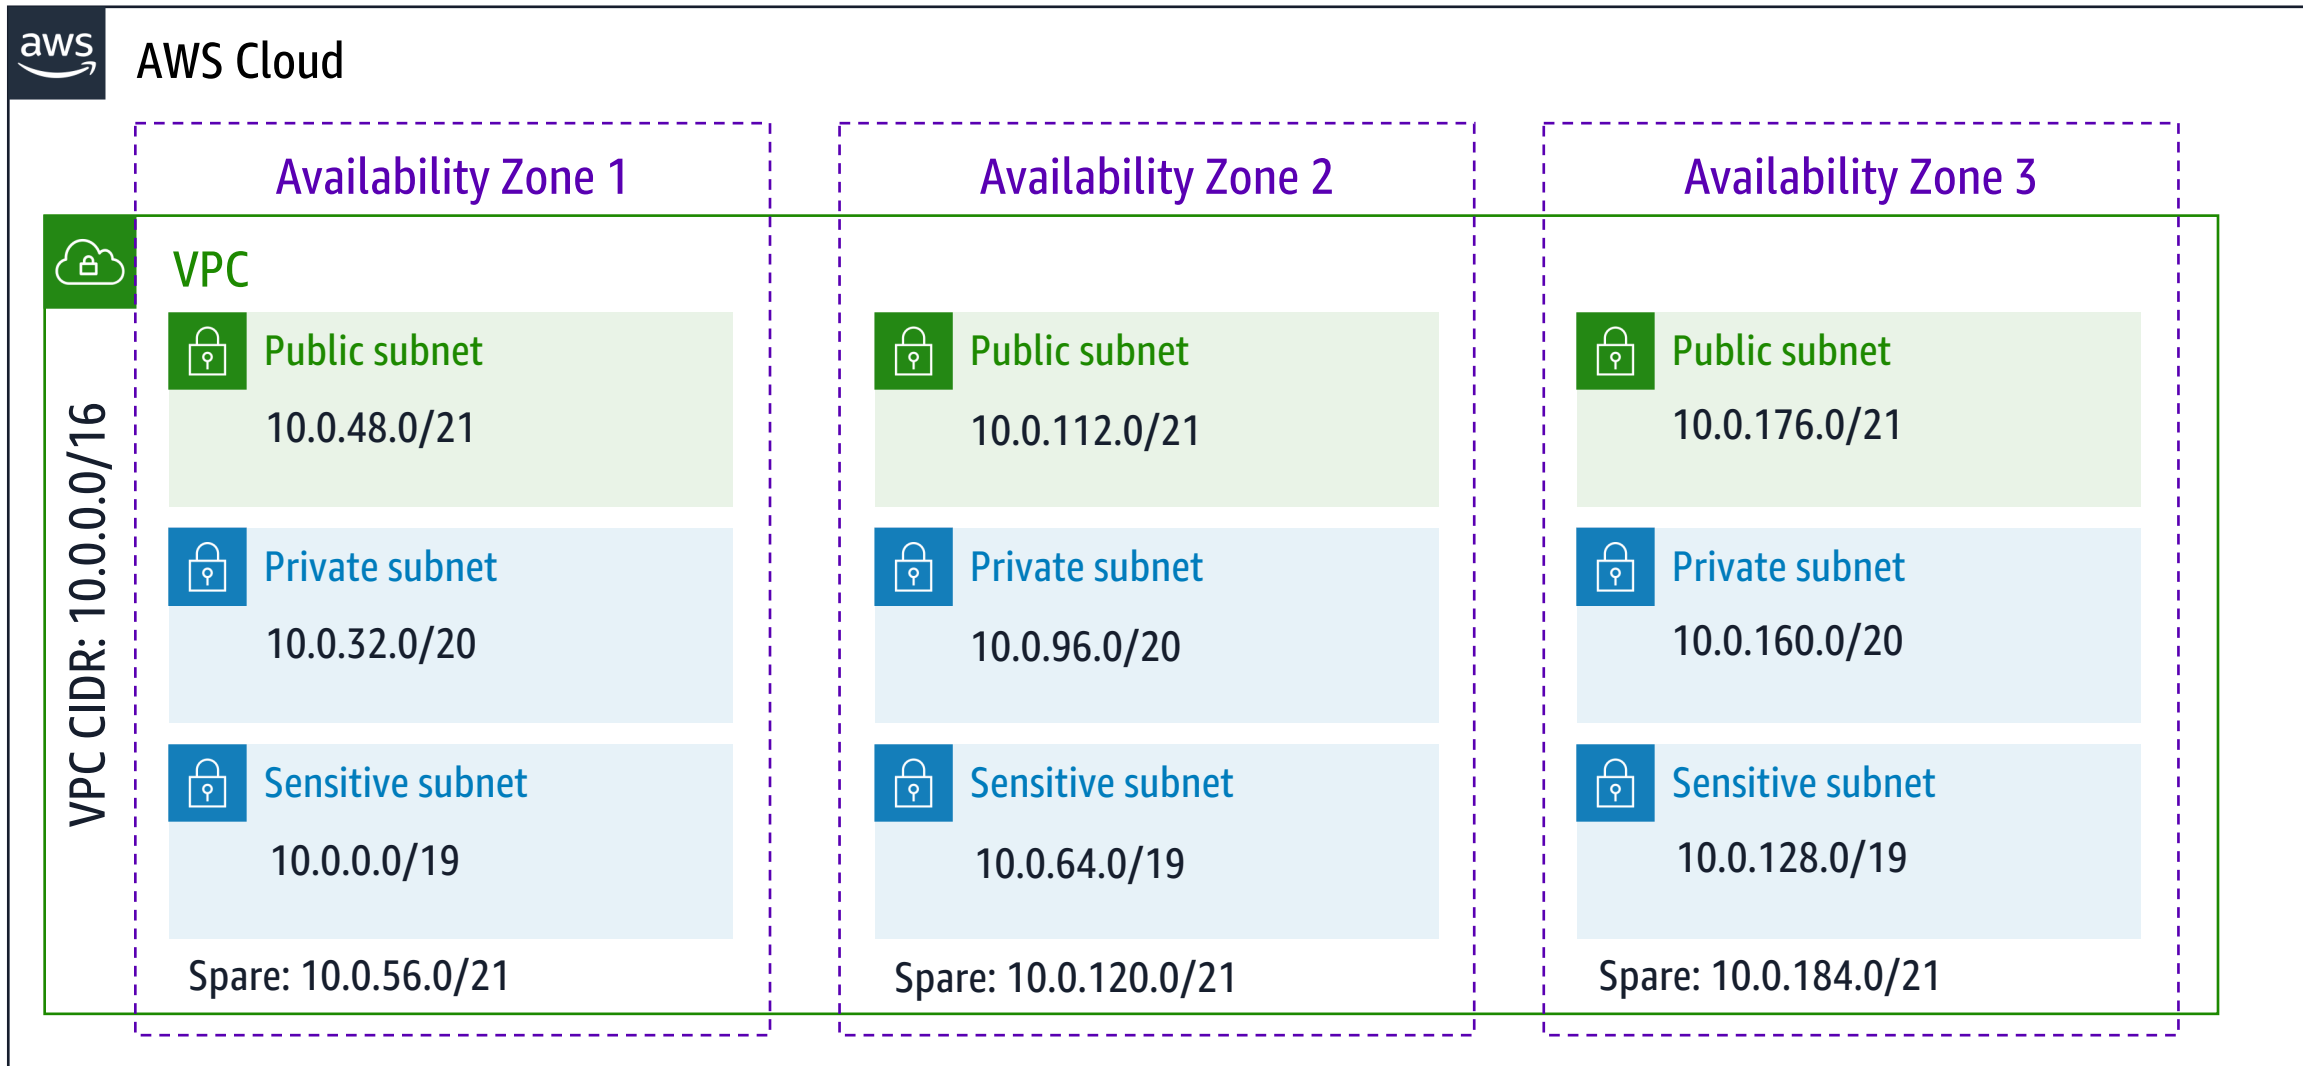 aws
AWS Cloud
Availability Zone 1
Availability Zone 2
Availability Zone 3
VPC
VPC CIDR: 10.0.0.0/16
Public subnet
10.0.48.0/21
Private subnet
10.0.32.0/20
Sensitive subnet
10.0.0.0/19
Spare: 10.0.56.0/21
Public subnet
10.0.112.0/21
Private subnet
10.0.96.0/20
Sensitive subnet
10.0.64.0/19
Spare: 10.0.120.0/21
Public subnet
10.0.176.0/21
Private subnet
10.0.160.0/20
Sensitive subnet
10.0.128.0/19
Spare: 10.0.184.0/21